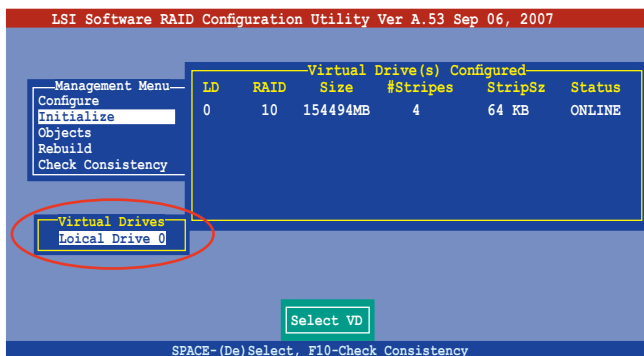 LSI Software RAID Configuration Utility Ver A.53 Sep 06, 2007
Virtual Drive(s) Configured
LD RAID Size #Stripes StripSz Status
0 10 154494MB 4 64 KB ONLINE
Management Menu
Configure
Initialize
Objects
Rebuild
Check Consistency
Virtual Drives
Loical Drive 0
Select VD
SPACE-(De)Select, F10-Check Consistency